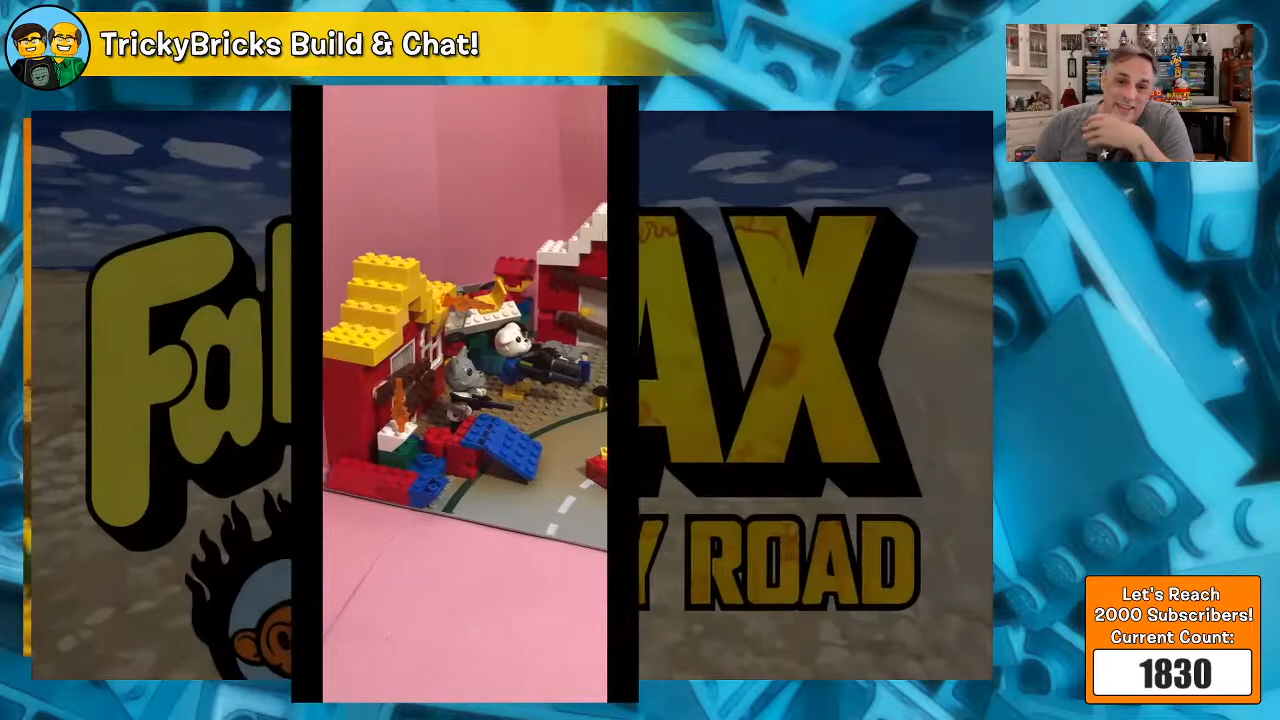 TrickyBricks Build & Chat!
Fa
AX
ROAD
Let's Reach
2000 Subscribers!
Current Count:
1830